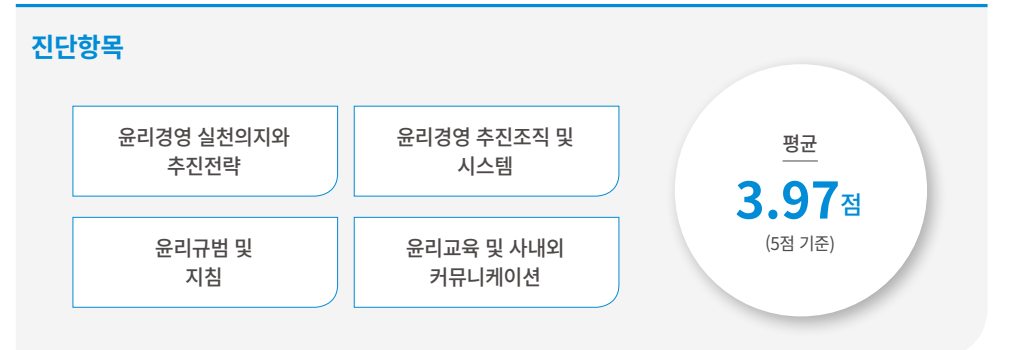 진단항목
윤리경영 실천의지와
추진전략
윤리경영 추진조직 및
시스템
윤리규범 및
지침
윤리교육 및 사내외
커뮤니케이션
평균
3.97점
(5점 기준)